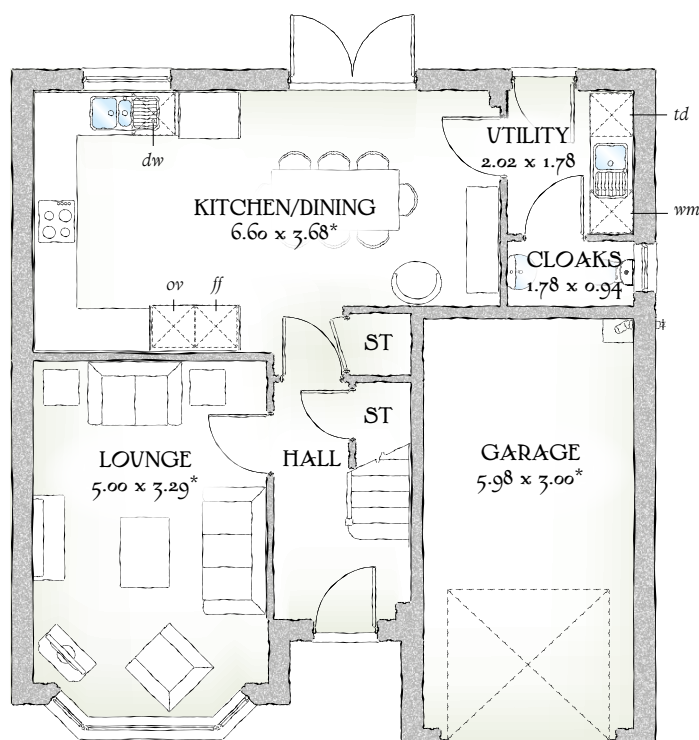 dw
UTILITY
2.02 x 1.78
td
KITCHEN/DINING
6.60 x 3.68*
wm
CLOAKS
1.78 x 0.94
ov
ff
ST
ST
LOUNGE
5.00 x 3.29*
HALL
GARAGE
5.98 x 3.00*